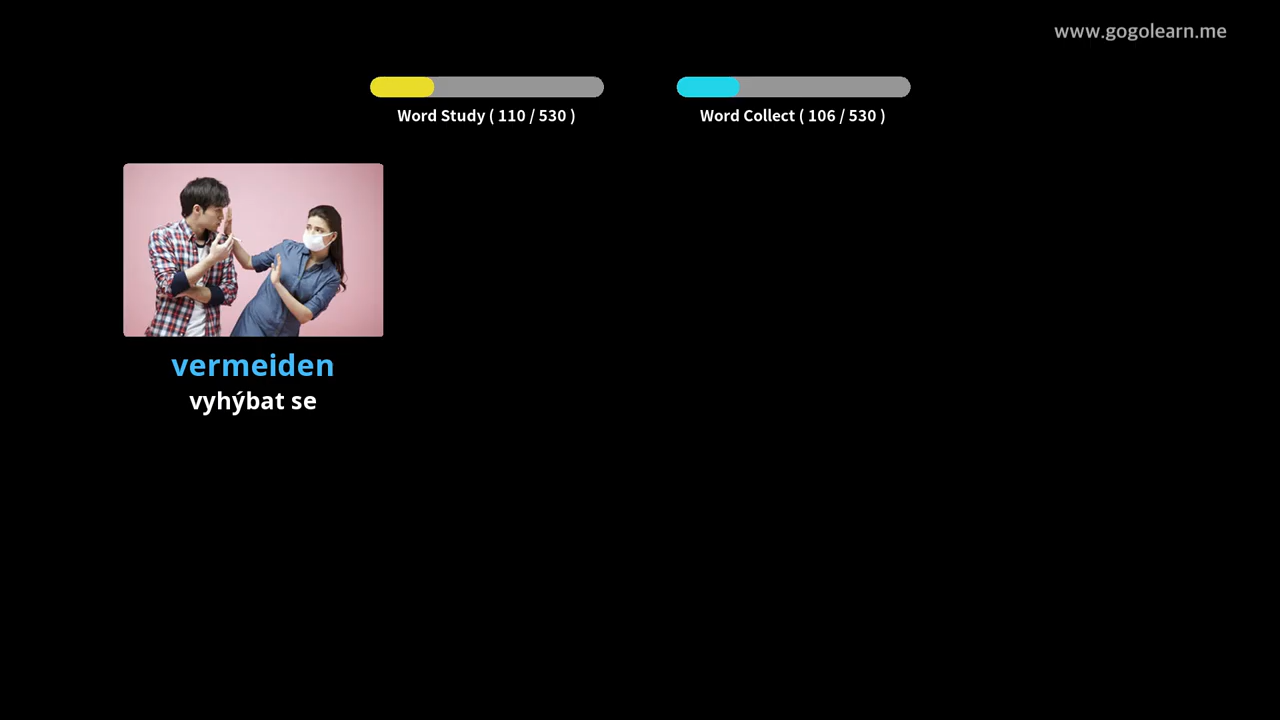 www.gogolearn.me
Word Study ( 110 / 530 )
Word Collect ( 106 / 530 )
vermeiden
vyhýbat se